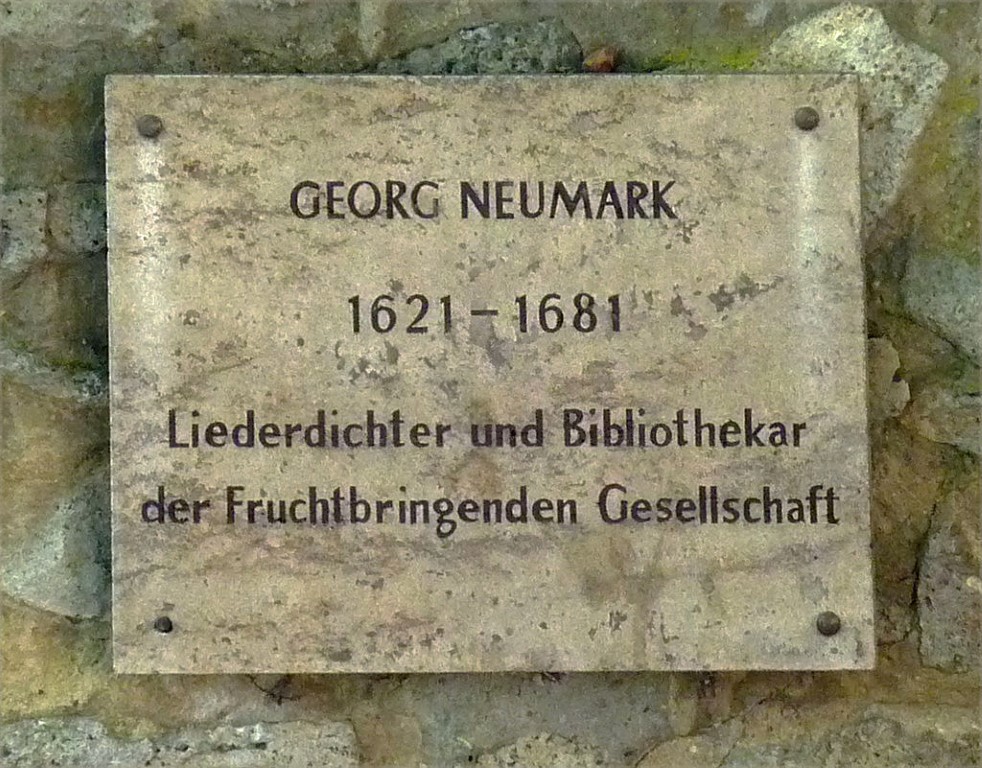 GEORG NEUMARK
1621 – 1681
Liederdichter und Bibliothekar
der Fruchtbringenden Gesellschaft